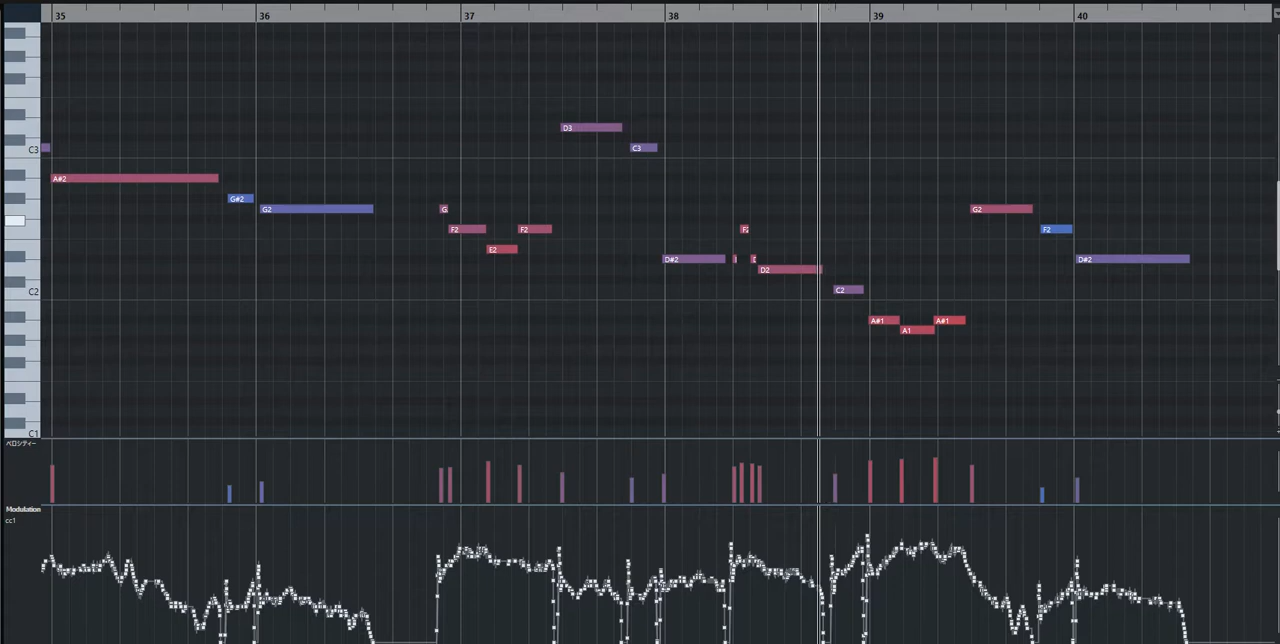 35 36 37 38 39 40
D3
C3 C3
A#2
G#2
G2 G G2
F2 F2 F2 F2
E2
D#2 D#2
D2
C2 C2
A#1 A#1
A1
C1
ベロシティー
Modulation
cc1